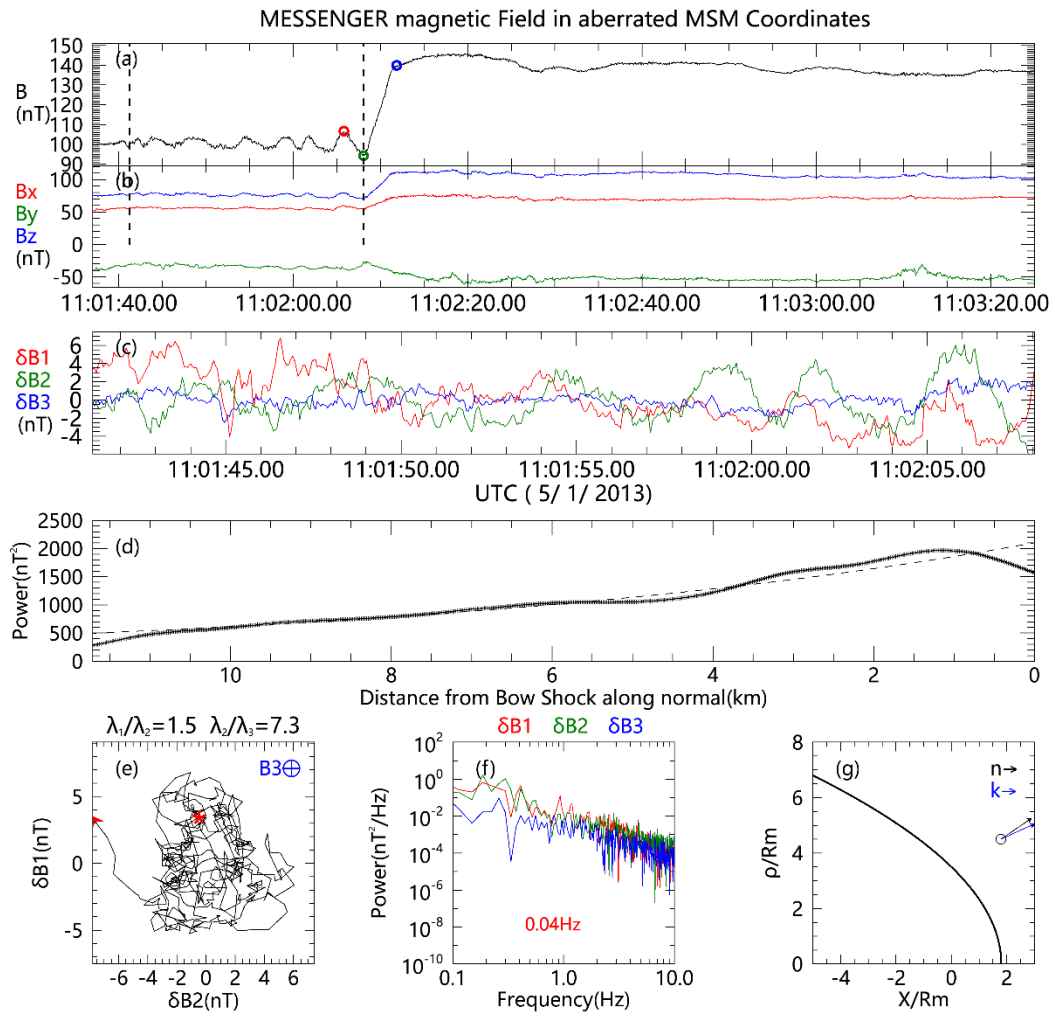 MESSENGER magnetic Field in aberrated MSM Coordinates
150
140
130
120
110
100
90
B
(nT)
(a)
100
50
0
-50
Bx
By
Bz
(nT)
(b)
11:01:40.00 11:02:00.00 11:02:20.00 11:02:40.00 11:03:00.00 11:03:20.00
6
4
2
0
-2
-4
δB1
δB2
δB3
(nT)
(c)
11:01:45.00 11:01:50.00 11:01:55.00 11:02:00.00 11:02:05.00
UTC ( 5/ 1/ 2013)
2500
2000
1500
1000
500
0
Power(nT²)
(d)
10 8 6 4 2 0
Distance from Bow Shock along normal(km)
λ₁/λ₂=1.5 λ₂/λ₃=7.3
(e)
B3
5
0
-5
δB1(nT)
-6 -4 -2 0 2 4 6
δB2(nT)
δB1 δB2 δB3
(f)
10²
10⁰
10⁻²
10⁻⁴
10⁻⁶
10⁻⁸
10⁻¹⁰
Power(nT²/Hz)
0.04Hz
0.1 1.0 10.0
Frequency(Hz)
(g)
n
k
8
6
4
2
0
ρ/Rm
-4 -2 0 2
X/Rm